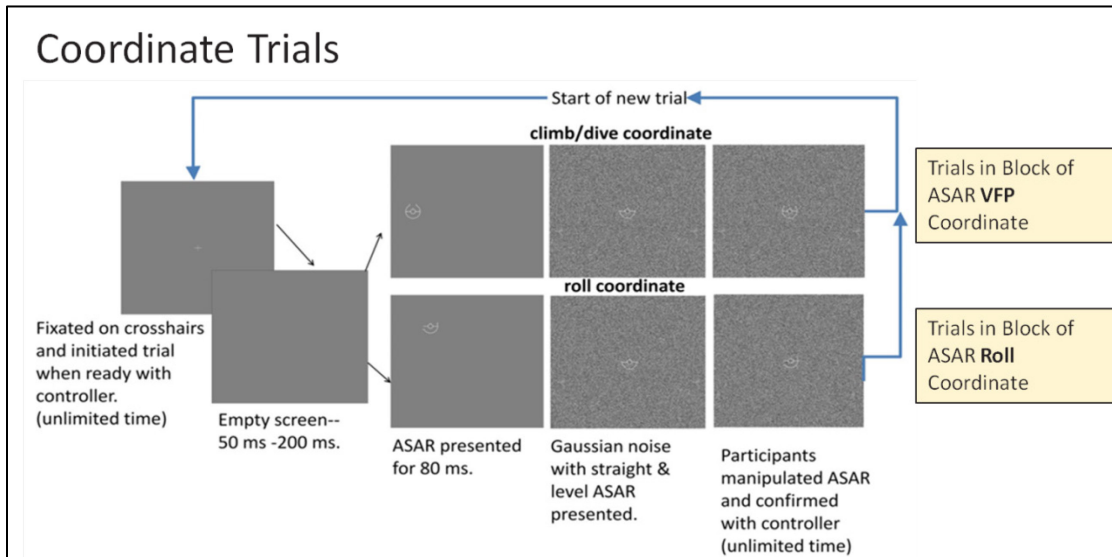 Coordinate Trials
Start of new trial
climb/dive coordinate
Trials in Block of
ASAR VFP
Coordinate
roll coordinate
Fixated on crosshairs
and initiated trial
when ready with
controller.
(unlimited time)
Empty screen--
50 ms -200 ms.
ASAR presented
for 80 ms.
Gaussian noise
with straight &
level ASAR
presented.
Participants
manipulated ASAR
and confirmed
with controller
(unlimited time)
Trials in Block of
ASAR Roll
Coordinate